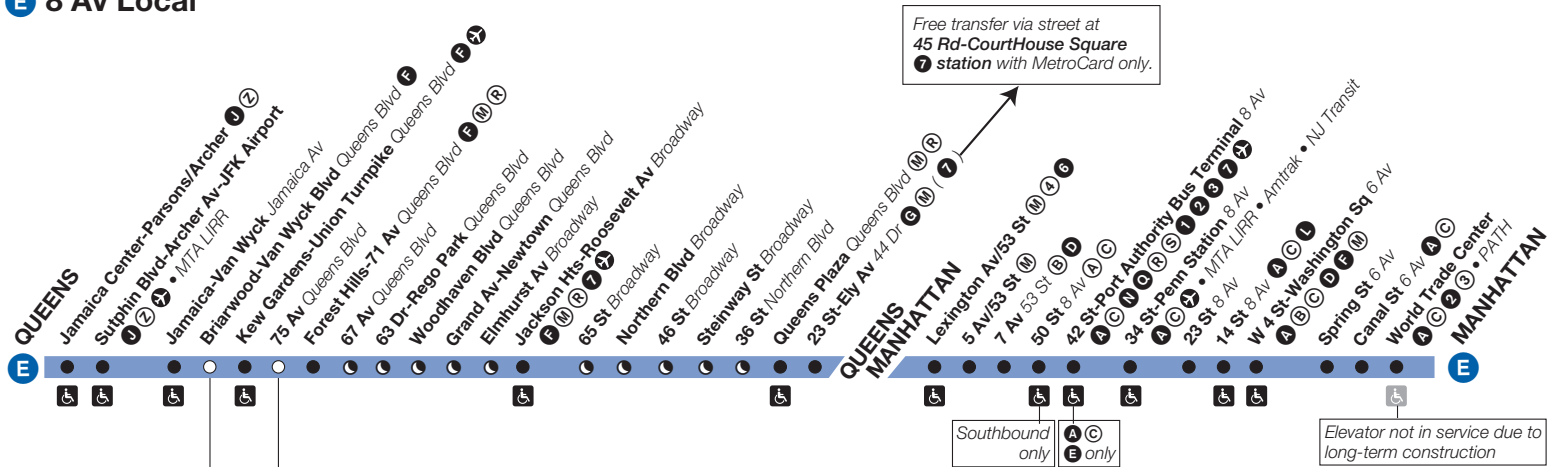 E 8 Av Local
Free transfer via street at
45 Rd-CourtHouse Square
7 station with MetroCard only.
QUEENS
Jamaica Center-Parsons/Archer J Z
Sutphin Blvd-Archer Av-JFK Airport
J Z • MTA LIRR
Jamaica-Van Wyck Jamaica Av
Briarwood-Van Wyck Blvd Queens Blvd F
Kew Gardens-Union Turnpike Queens Blvd F
75 Av Queens Blvd
Forest Hills-71 Av Queens Blvd F M R
67 Av Queens Blvd
63 Dr-Rego Park Queens Blvd
Woodhaven Blvd Queens Blvd
Grand Av-Newtown Queens Blvd
Elmhurst Av Broadway
Jackson Hts-Roosevelt Av Broadway
F M R 7
65 St Broadway
Northern Blvd Broadway
46 St Broadway
Steinway St Broadway
36 St Northern Blvd
Queens Plaza Queens Blvd M R
23 St-Ely Av 44 Dr G M ( 7 )
QUEENS
MANHATTAN
Lexington Av/53 St M 4 6
5 Av/53 St M
7 Av 53 St B D
50 St 8 Av A C
42 St-Port Authority Bus Terminal 8 Av
A C N Q R S 1 2 3 7
34 St-Penn Station 8 Av
A C • MTA LIRR • Amtrak • NJ Transit
23 St 8 Av
14 St 8 Av A C L
W 4 St-Washington Sq 6 Av
A B C D F M
Spring St 6 Av
Canal St 6 Av A C
World Trade Center
A C 2 3 • PATH
MANHATTAN
E
E
Southbound
only
A C
E only
Elevator not in service due to
long-term construction